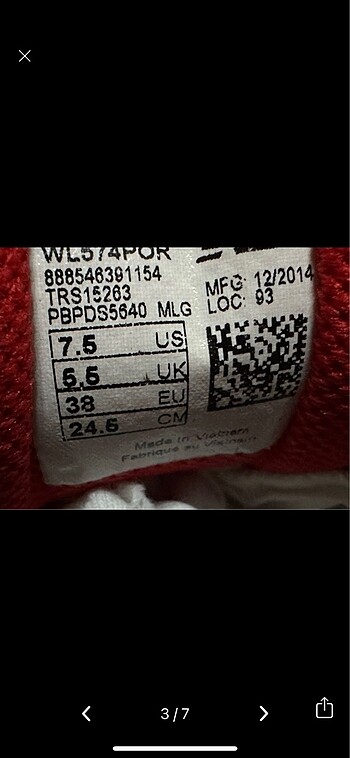 WL574POR
888546391154
TRS15263
PBPDS5640 MLG
MFG 12/2014
LOC: 93
7.5 US
5.5 UK
38 EU
24.5 CM
Made in Vietnam
Fabriqué au Vietnam
3/7